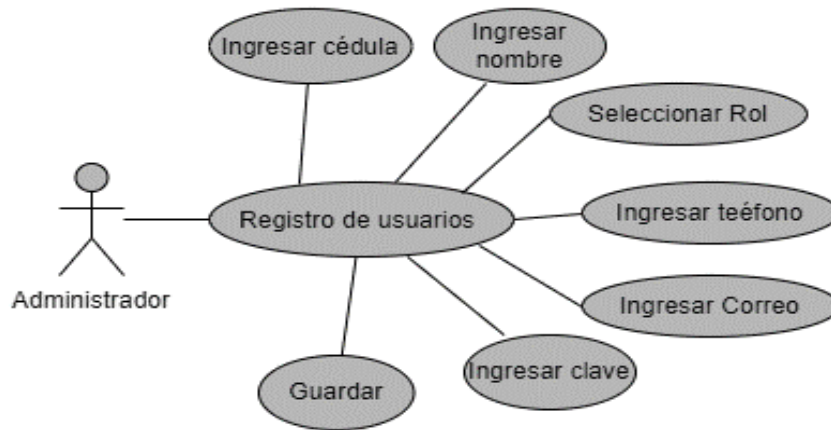 Ingresar cédula
Ingresar
nombre
Seleccionar Rol
Registro de usuarios
Ingresar teéfono
Administrador
Ingresar Correo
Ingresar clave
Guardar